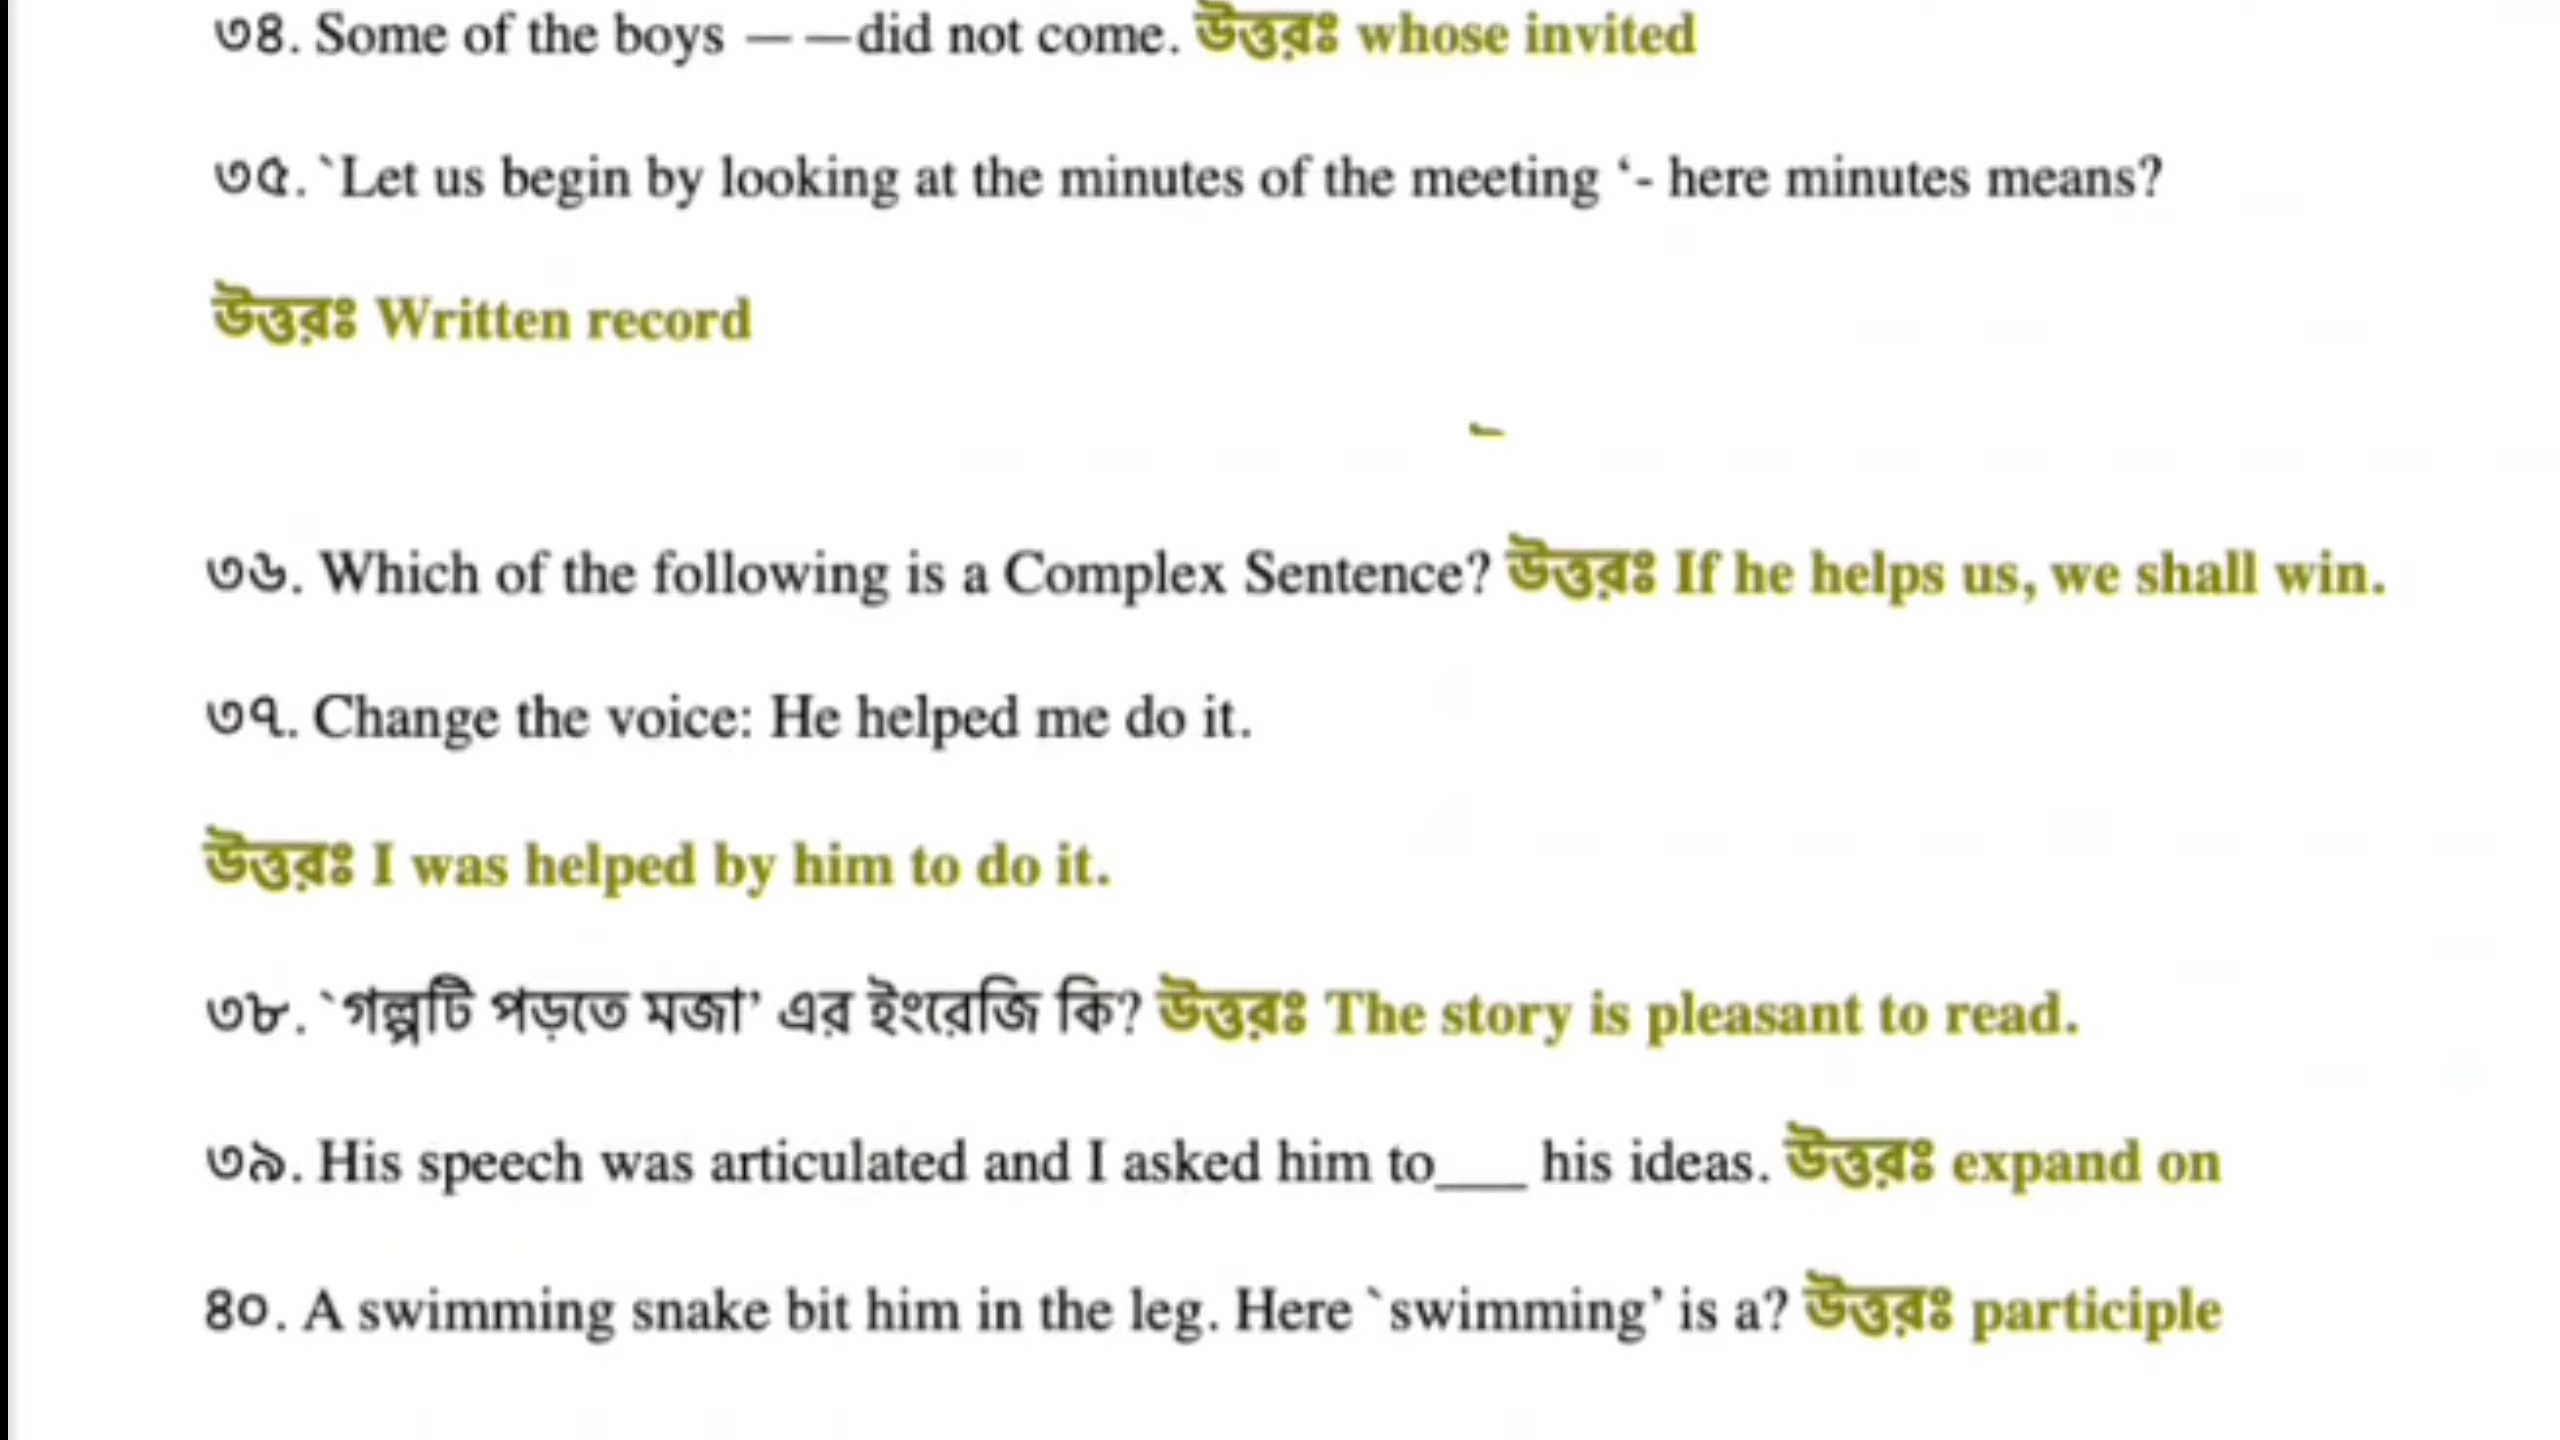 ৩৪. Some of the boys — —did not come. উত্তরঃ whose invited
৩৫. `Let us begin by looking at the minutes of the meeting ‘- here minutes means?
উত্তরঃ Written record
৩৬. Which of the following is a Complex Sentence? উত্তরঃ If he helps us, we shall win.
৩৭. Change the voice: He helped me do it.
উত্তরঃ I was helped by him to do it.
৩৮. `গল্পটি পড়তে মজা’ এর ইংরেজি কি? উত্তরঃ The story is pleasant to read.
৩৯. His speech was articulated and I asked him to___ his ideas. উত্তরঃ expand on
৪০. A swimming snake bit him in the leg. Here `swimming’ is a? উত্তরঃ participle